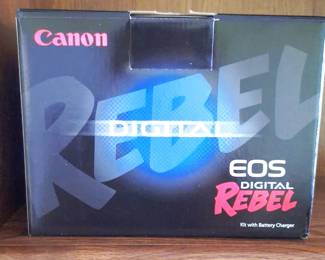 Canon
REBEL
DIGITAL
EOS
DIGITAL
REBEL
Kit with Battery Charger